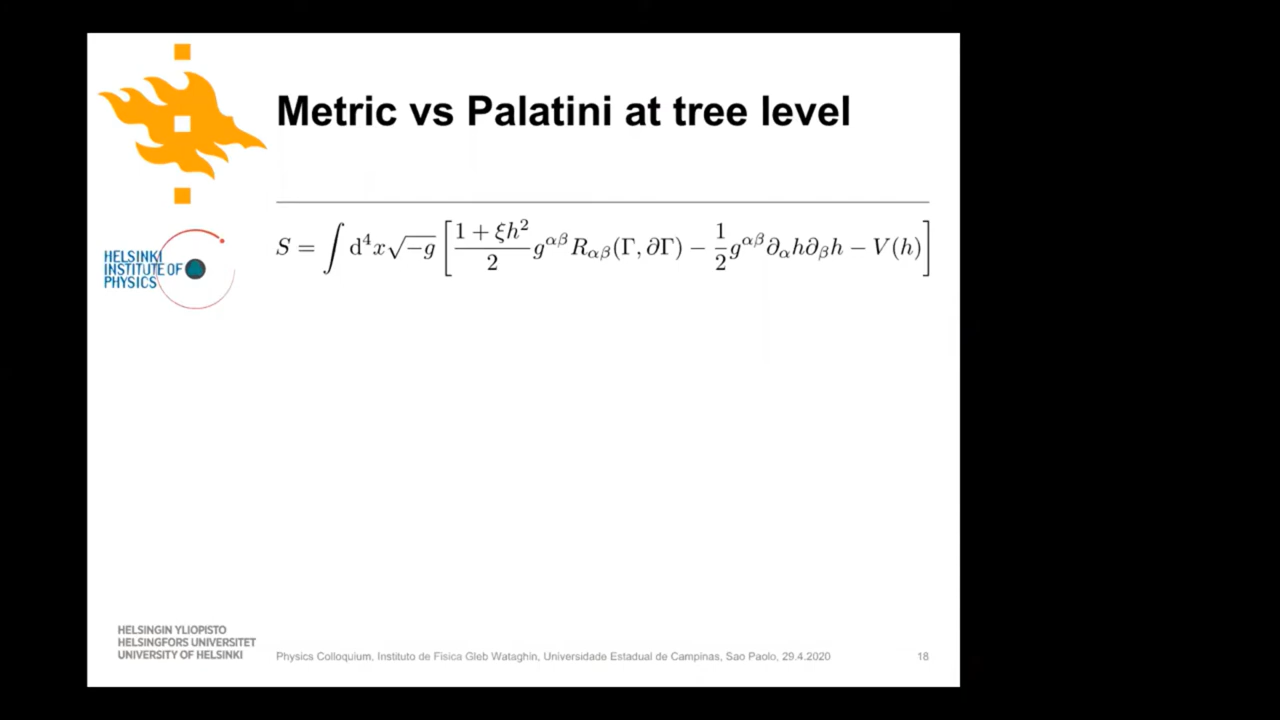 Metric vs Palatini at tree level
S = ∫ d⁴x√−g [ (1 + ξh²)/2 g^{αβ} R_{αβ}(Γ, ∂Γ) − 1/2 g^{αβ} ∂_α h ∂_β h − V(h) ]
HELSINKI
INSTITUTE OF
PHYSICS
HELSINGIN YLIOPISTO
HELSINGFORS UNIVERSITET
UNIVERSITY OF HELSINKI
Physics Colloquium, Instituto de Fisica Gleb Wataghin, Universidade Estadual de Campinas, Sao Paolo, 29.4.2020
18